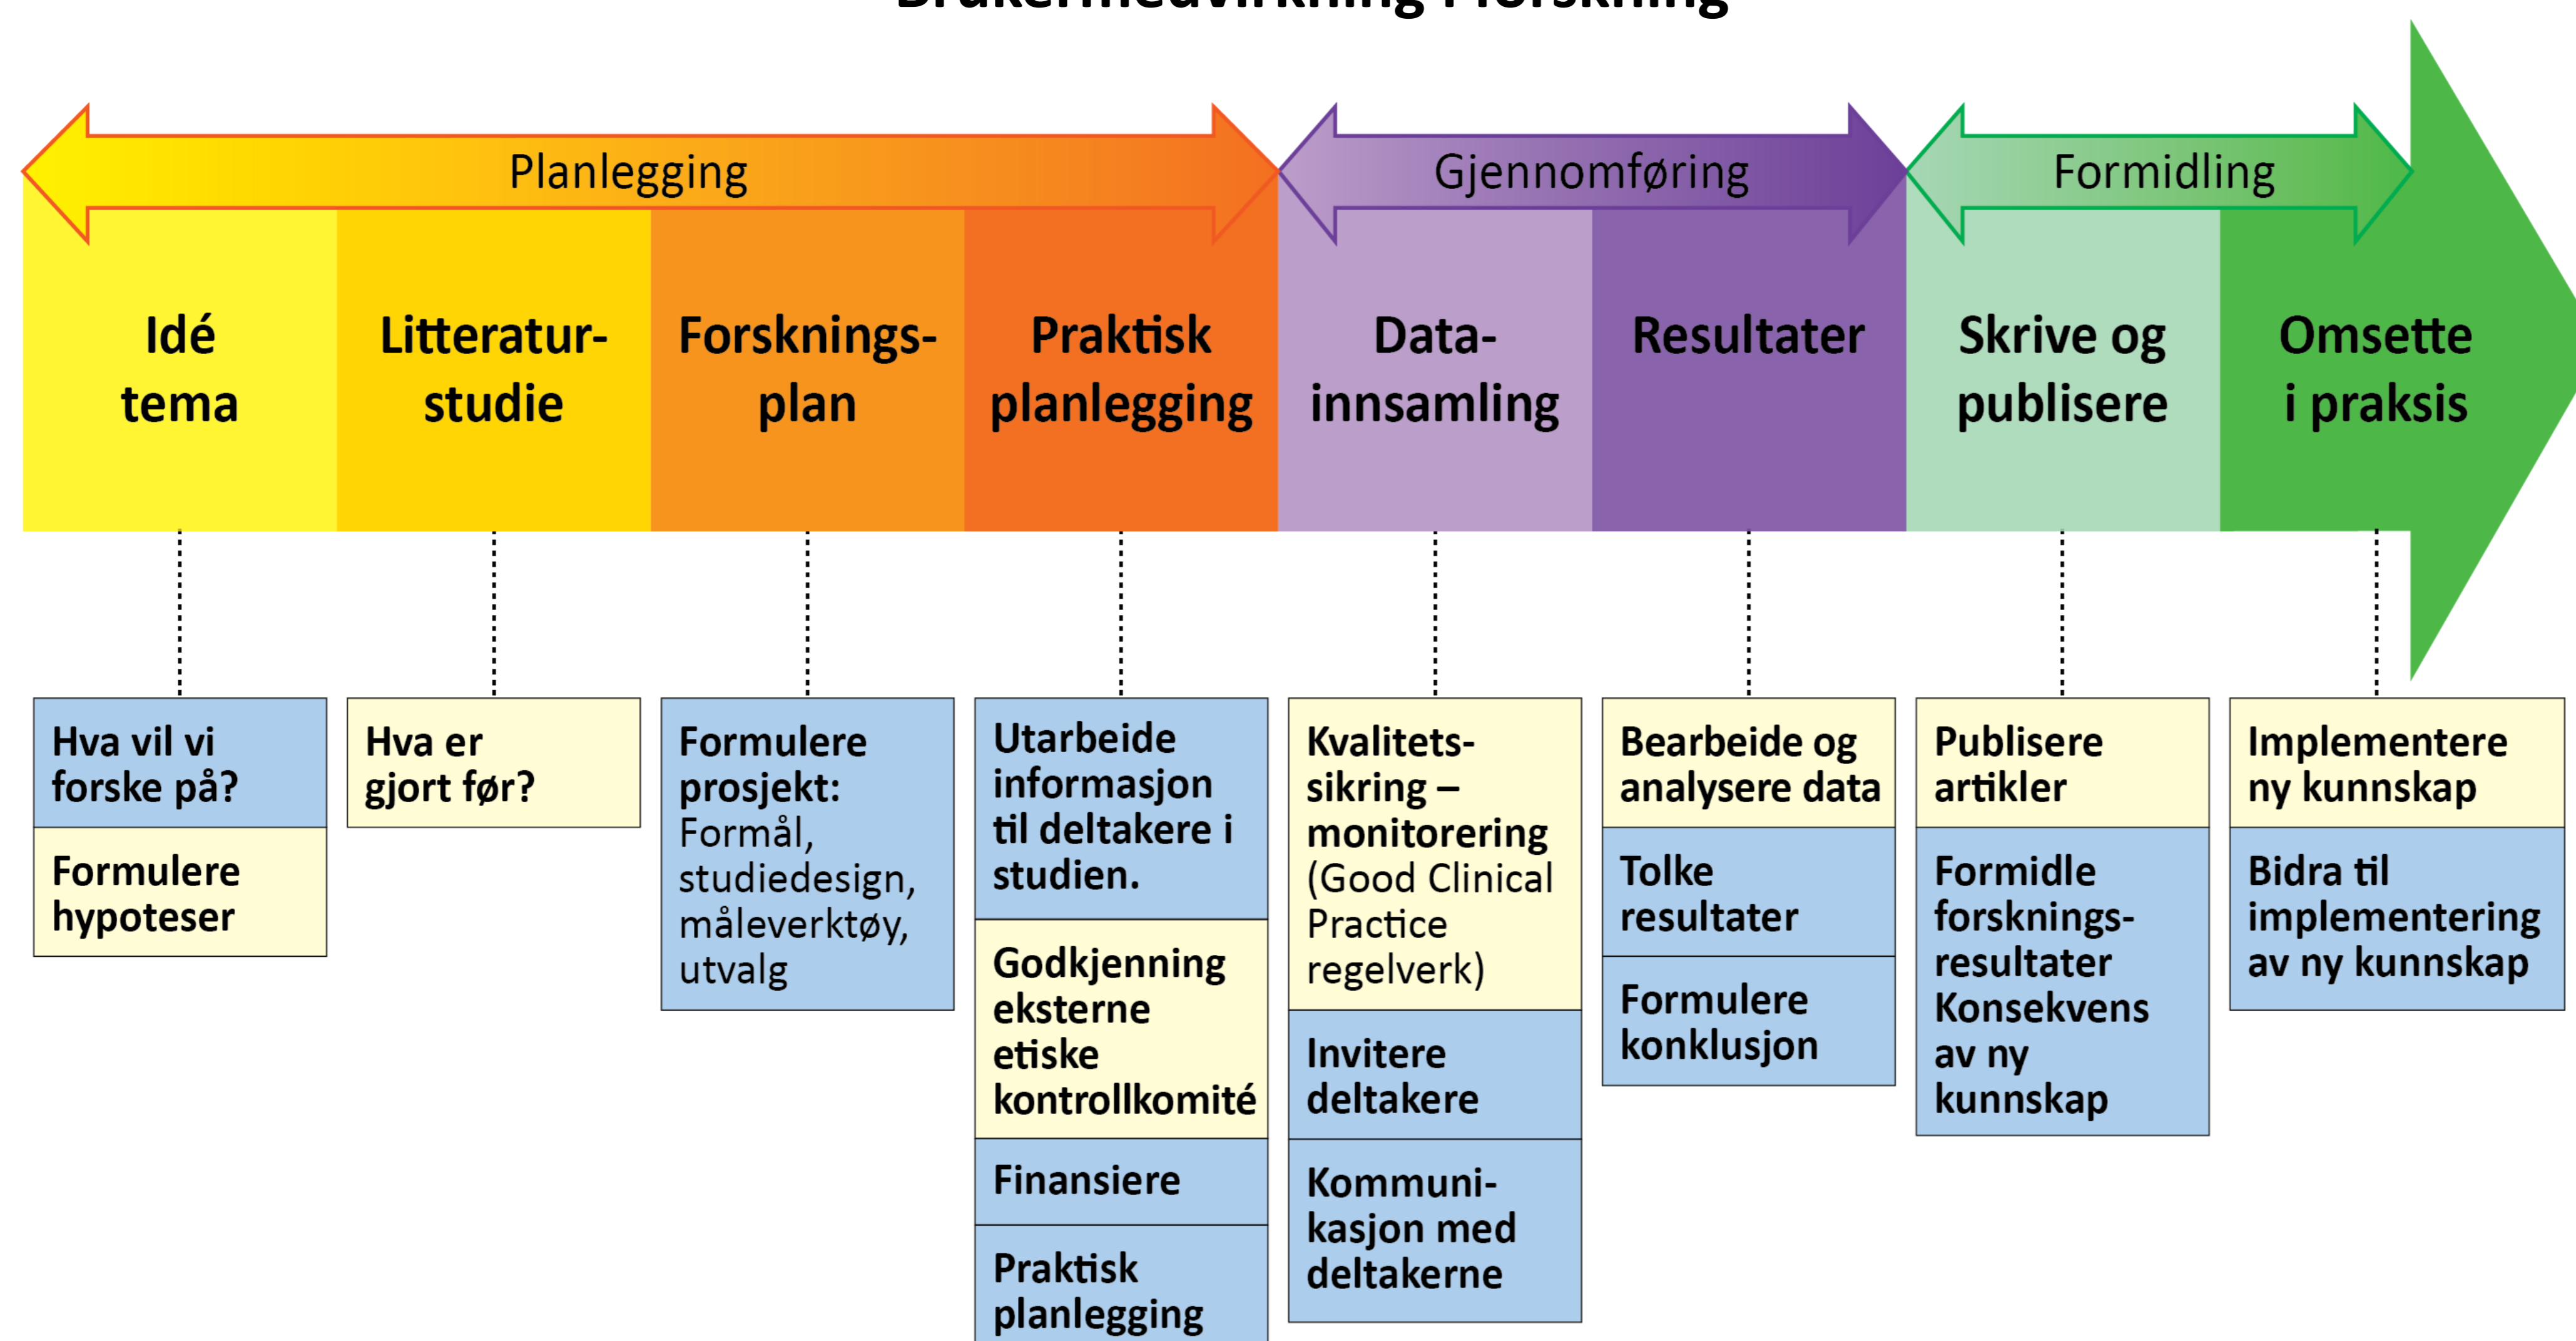 Brukermedvirkning i forskning
Planlegging
Gjennomføring
Formidling
Idé
tema
Litteratur-
studie
Forsknings-
plan
Praktisk
planlegging
Data-
innsamling
Resultater
Skrive og
publisere
Omsette
i praksis
Hva vil vi
forske på?
Formulere
hypoteser
Hva er
gjort før?
Formulere
prosjekt:
Formål,
studiedesign,
måleverktøy,
utvalg
Utarbeide
informasjon
til deltakere i
studien.
Godkjenning
eksterne
etiske
kontrollkomité
Finansiere
Praktisk
planlegging
Kvalitets-
sikring –
monitorering
(Good Clinical
Practice
regelverk)
Invitere
deltakere
Kommuni-
kasjon med
deltakerne
Bearbeide og
analysere data
Tolke
resultater
Formulere
konklusjon
Publisere
artikler
Formidle
forsknings-
resultater
Konsekvens
av ny
kunnskap
Implementere
ny kunnskap
Bidra til
implementering
av ny kunnskap